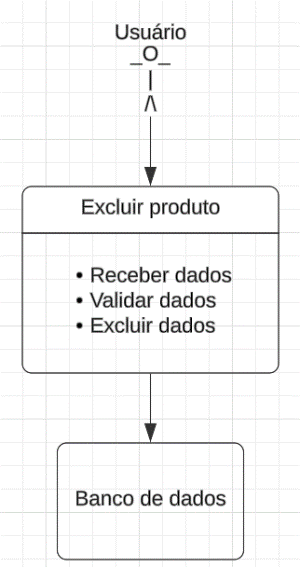 Usuário
_O_
|
/\
Excluir produto
• Receber dados
• Validar dados
• Excluir dados
Banco de dados